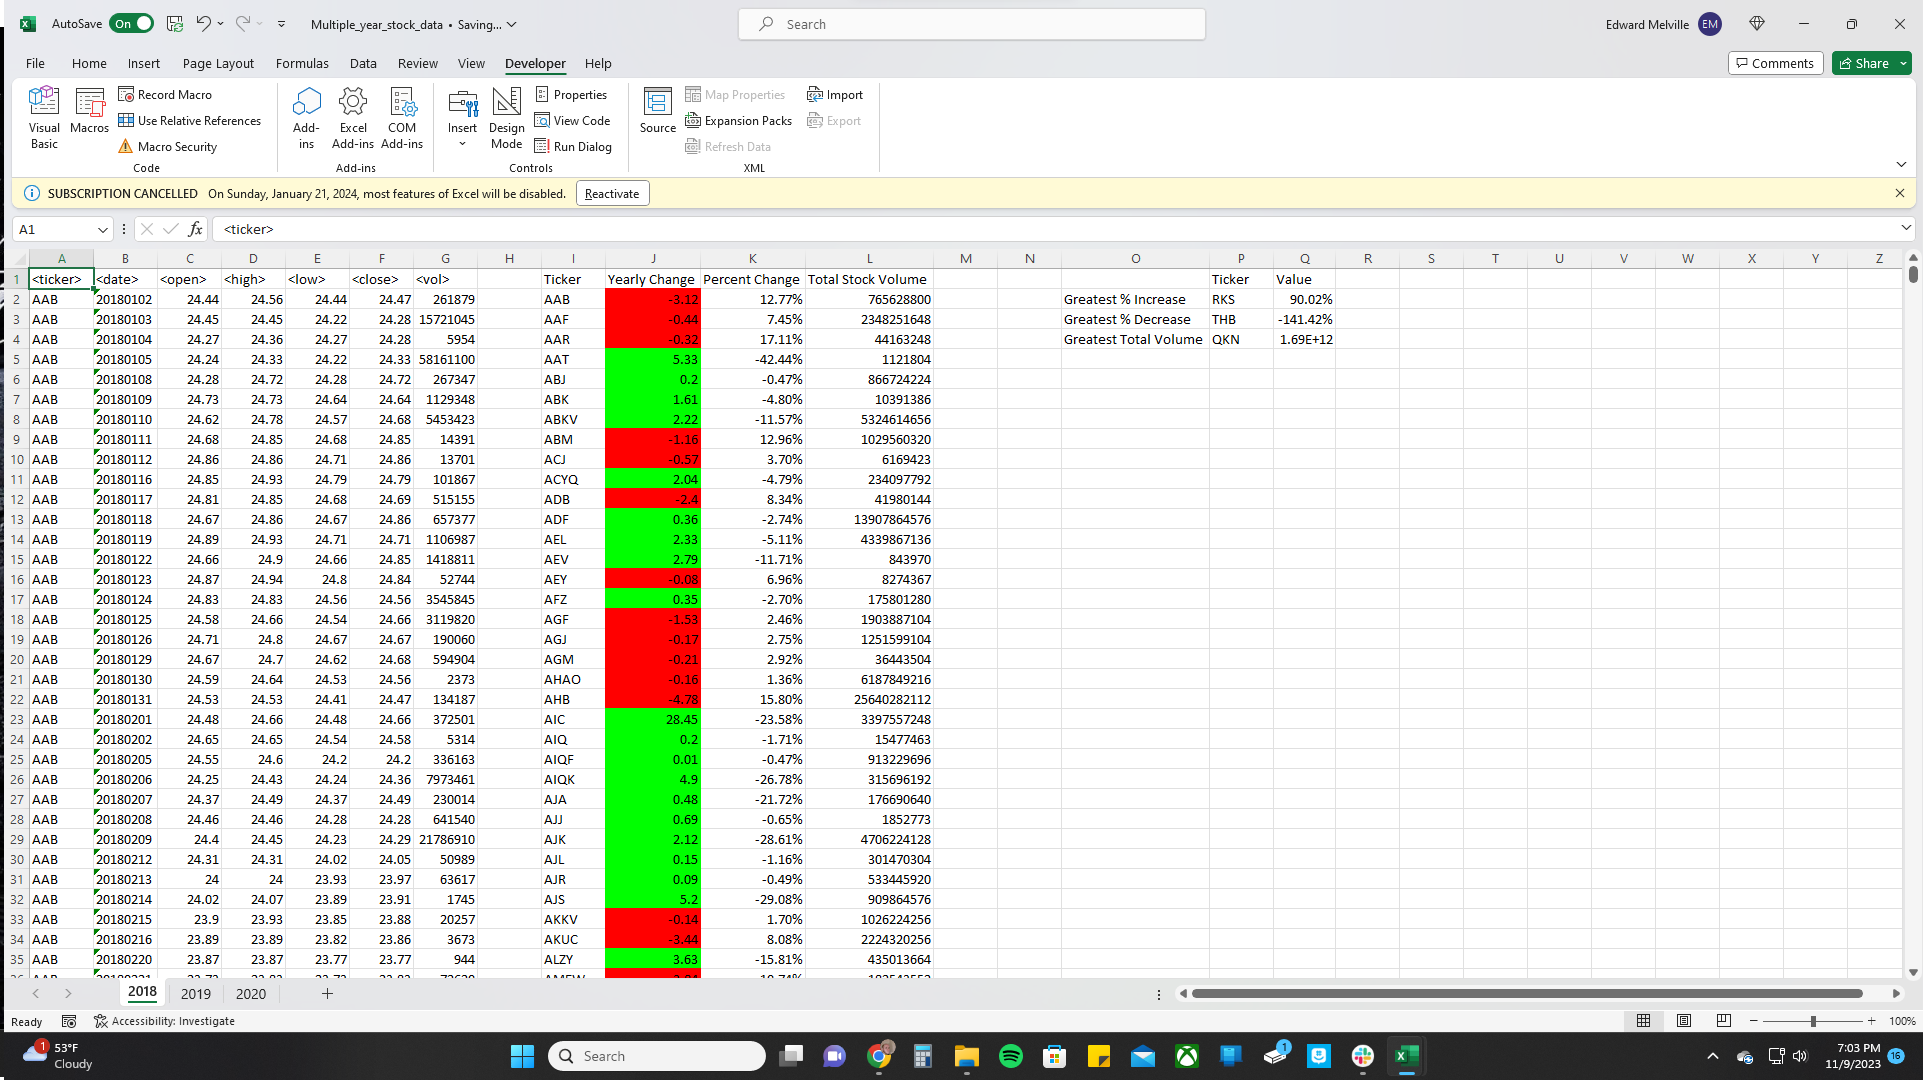 AutoSave On Multiple_year_stock_data • Saving... Search Edward Melville EM
File Home Insert Page Layout Formulas Data Review View Developer Help Comments Share
Visual Basic Macros Record Macro Use Relative References Macro Security Code
Add-ins Excel Add-ins COM Add-ins Add-ins
Insert Design Mode Properties View Code Run Dialog Controls
Source Map Properties Expansion Packs Refresh Data Import Export XML
SUBSCRIPTION CANCELLED On Sunday, January 21, 2024, most features of Excel will be disabled. Reactivate
A1 fx <ticker>
A B C D E F G H I J K L M N O P Q R S T U V W X Y Z
1 <ticker> <date> <open> <high> <low> <close> <vol> Ticker Yearly Change Percent Change Total Stock Volume Ticker Value
2 AAB 20180102 24.44 24.56 24.44 24.47 261879 AAB -3.12 12.77% 765628800 Greatest % Increase RKS 90.02%
3 AAB 20180103 24.45 24.45 24.22 24.28 15721045 AAF -0.44 7.45% 2348251648 Greatest % Decrease THB -141.42%
4 AAB 20180104 24.27 24.36 24.27 24.28 5954 AAR -0.32 17.11% 44163248 Greatest Total Volume QKN 1.69E+12
5 AAB 20180105 24.24 24.33 24.22 24.33 58161100 AAT 5.33 -42.44% 1121804
6 AAB 20180108 24.28 24.72 24.28 24.72 267347 ABJ 0.2 -0.47% 866724224
7 AAB 20180109 24.73 24.73 24.64 24.64 1129348 ABK 1.61 -4.80% 10391386
8 AAB 20180110 24.62 24.78 24.57 24.68 5453423 ABKV 2.22 -11.57% 5324614656
9 AAB 20180111 24.68 24.85 24.68 24.85 14391 ABM -1.16 12.96% 1029560320
10 AAB 20180112 24.86 24.86 24.71 24.86 13701 ACJ -0.57 3.70% 6169423
11 AAB 20180116 24.85 24.93 24.79 24.79 101867 ACYQ 2.04 -4.79% 234097792
12 AAB 20180117 24.81 24.85 24.68 24.69 515155 ADB -2.4 8.34% 41980144
13 AAB 20180118 24.67 24.86 24.67 24.86 657377 ADF 0.36 -2.74% 13907864576
14 AAB 20180119 24.89 24.93 24.71 24.71 1106987 AEL 2.33 -5.11% 4339867136
15 AAB 20180122 24.66 24.9 24.66 24.85 1418811 AEV 2.79 -11.71% 843970
16 AAB 20180123 24.87 24.94 24.8 24.84 52744 AEY -0.08 6.96% 8274367
17 AAB 20180124 24.83 24.83 24.56 24.56 3545845 AFZ 0.35 -2.70% 175801280
18 AAB 20180125 24.58 24.66 24.54 24.66 3119820 AGF -1.53 2.46% 1903887104
19 AAB 20180126 24.71 24.8 24.67 24.67 190060 AGJ -0.17 2.75% 1251599104
20 AAB 20180129 24.67 24.7 24.62 24.68 594904 AGM -0.21 2.92% 36443504
21 AAB 20180130 24.59 24.64 24.53 24.56 2373 AHAO -0.16 1.36% 6187849216
22 AAB 20180131 24.53 24.53 24.41 24.47 134187 AHB -4.78 15.80% 25640282112
23 AAB 20180201 24.48 24.66 24.48 24.66 372501 AIC 28.45 -23.58% 3397557248
24 AAB 20180202 24.65 24.65 24.54 24.58 5314 AIQ 0.2 -1.71% 15477463
25 AAB 20180205 24.55 24.6 24.2 24.2 336163 AIQF 0.01 -0.47% 913229696
26 AAB 20180206 24.25 24.43 24.24 24.36 7973461 AIQK 4.9 -26.78% 315696192
27 AAB 20180207 24.37 24.49 24.37 24.49 230014 AJA 0.48 -21.72% 176690640
28 AAB 20180208 24.46 24.46 24.28 24.28 641540 AJJ 0.69 -0.65% 1852773
29 AAB 20180209 24.4 24.45 24.23 24.29 21786910 AJK 2.12 -28.61% 4706224128
30 AAB 20180212 24.31 24.31 24.02 24.05 50989 AJL 0.15 -1.16% 301470304
31 AAB 20180213 24 24 23.93 23.97 63617 AJR 0.09 -0.49% 533445920
32 AAB 20180214 24.02 24.07 23.89 23.91 1745 AJS 5.2 -29.08% 909864576
33 AAB 20180215 23.9 23.93 23.85 23.88 20257 AKKV -0.14 1.70% 1026224256
34 AAB 20180216 23.89 23.89 23.82 23.86 3673 AKUC -3.44 8.08% 2224320256
35 AAB 20180220 23.87 23.87 23.77 23.77 944 ALZY 3.63 -15.81% 435013664
2018 2019 2020
Ready Accessibility: Investigate 100%
1 53°F Cloudy Search 1 7:03 PM 11/9/2023 16